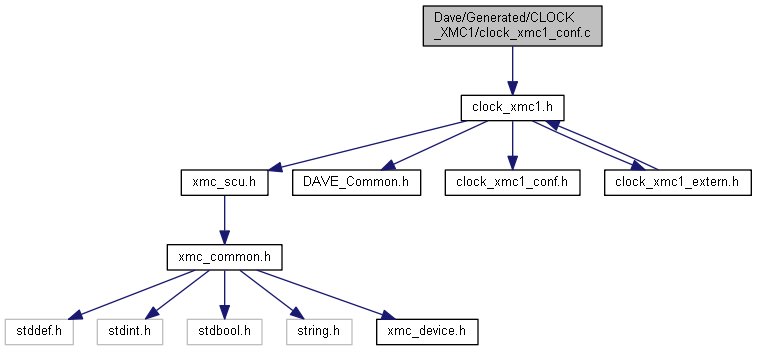 Dave/Generated/CLOCK
_XMC1/clock_xmc1_conf.c
clock_xmc1.h
xmc_scu.h
DAVE_Common.h
clock_xmc1_conf.h
clock_xmc1_extern.h
xmc_common.h
stddef.h
stdint.h
stdbool.h
string.h
xmc_device.h